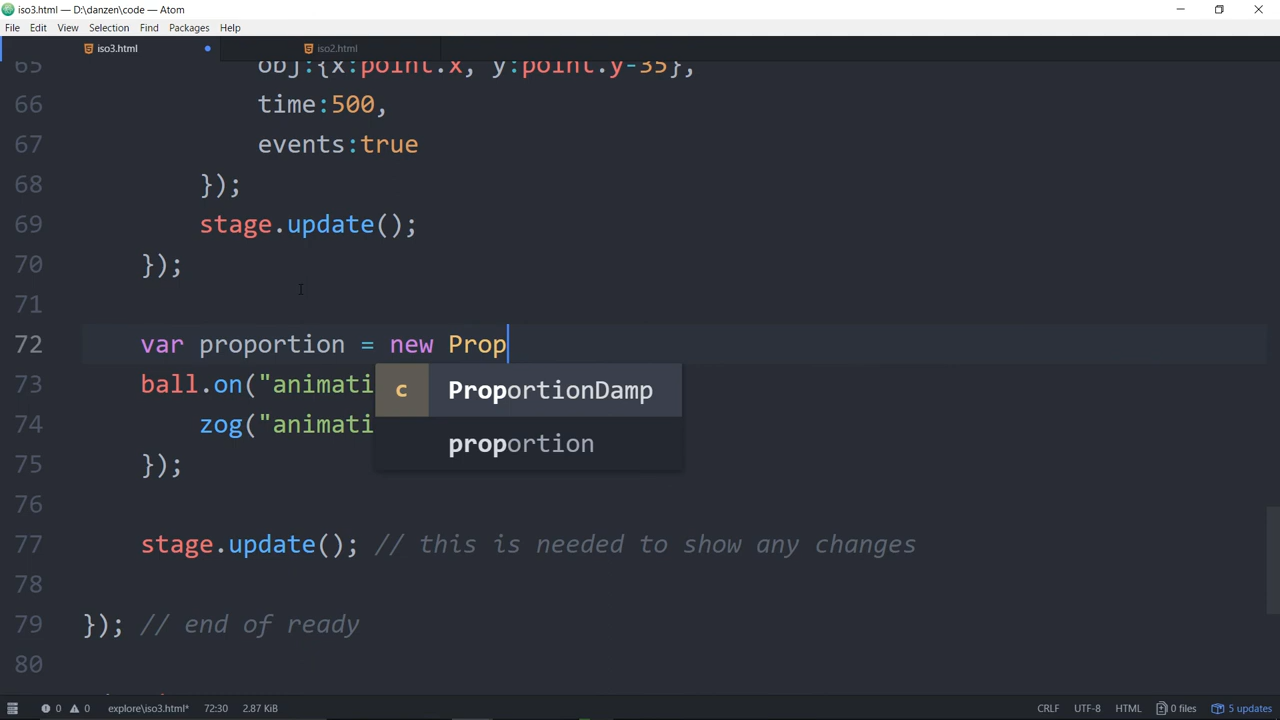 iso3.html — D:\danzen\code — Atom
File Edit View Selection Find Packages Help
iso3.html iso2.html
65 obj:{x:point.x, y:point.y-35},
66 time:500,
67 events:true
68 });
69 stage.update();
70 });
71
72 var proportion = new Prop
73 ball.on("animati
c ProportionDamp
74 zog("animati
proportion
75 });
76
77 stage.update(); // this is needed to show any changes
78
79 }); // end of ready
80
0 0 explore\iso3.html* 72:30 2.87 KiB CRLF UTF-8 HTML 0 files 5 updates